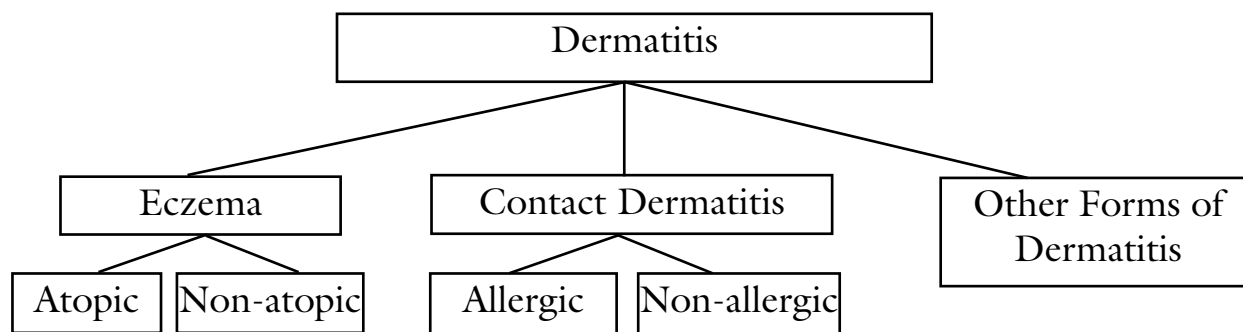 Dermatitis
Eczema
Contact Dermatitis
Other Forms of
Dermatitis
Atopic
Non-atopic
Allergic
Non-allergic